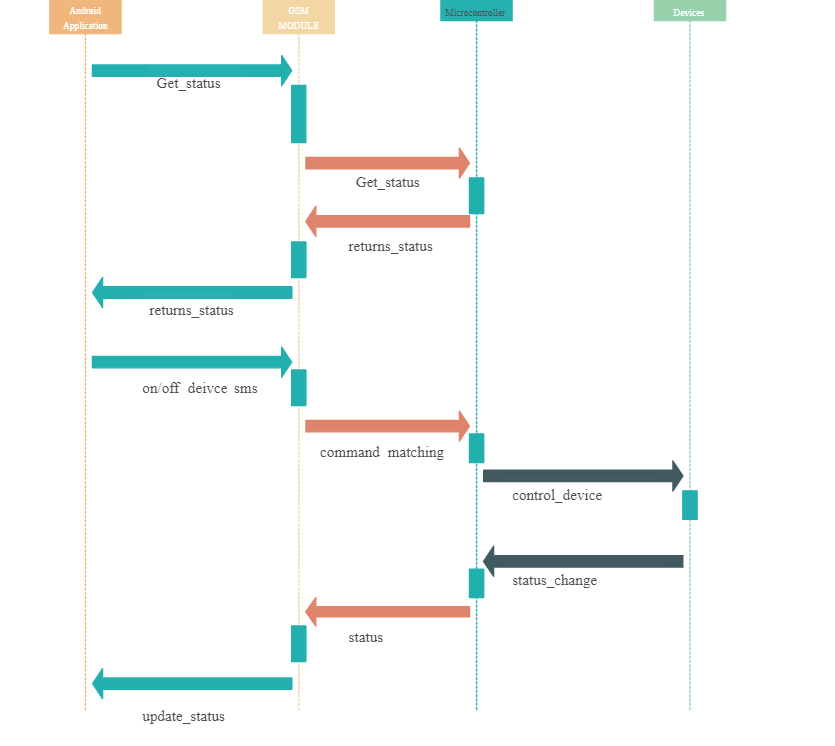 Android
Application
GSM
MODULE
Microcontroller
Devices
Get_status
Get_status
returns_status
returns_status
on/off deivce sms
command matching
control_device
status_change
status
update_status